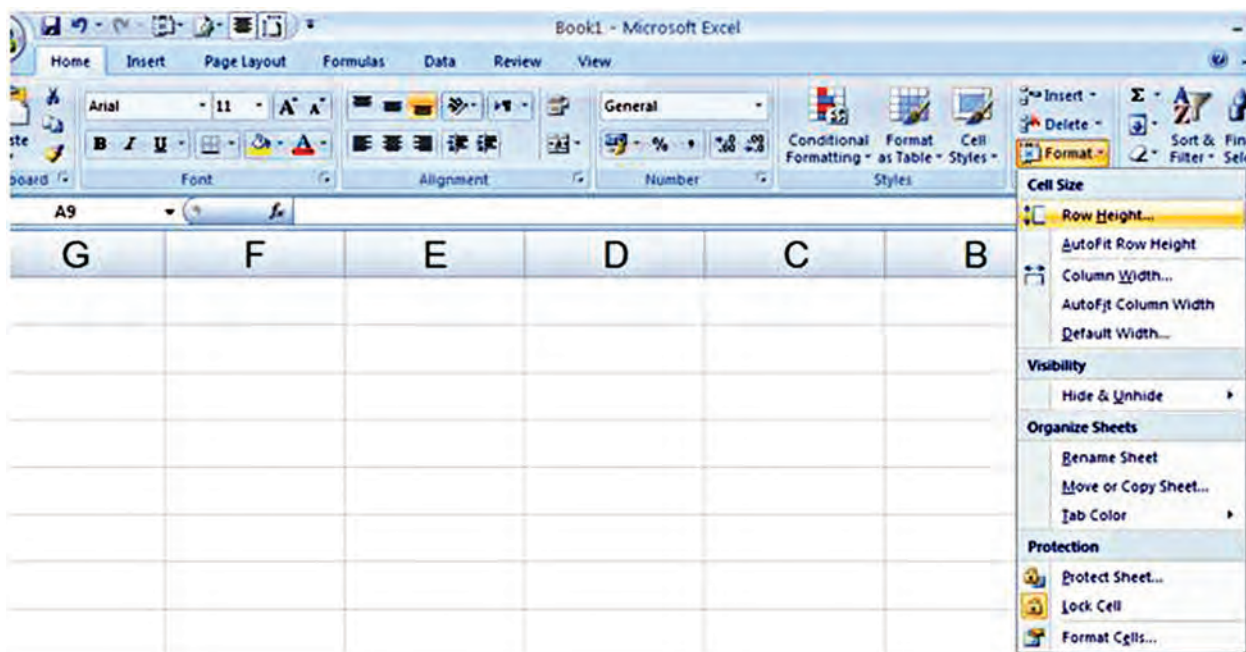 Book1 - Microsoft Excel
Home Insert Page Layout Formulas Data Review View
Arial 11 A A
General
B I U A
% ,
Conditional Formatting
Format as Table
Cell Styles
Insert
Delete
Format
Σ
Sort & Filter
Font Alignment Number Styles
A9 fx
G F E D C B
Cell Size
Row Height...
AutoFit Row Height
Column Width...
AutoFit Column Width
Default Width...
Visibility
Hide & Unhide
Organize Sheets
Rename Sheet
Move or Copy Sheet...
Tab Color
Protection
Protect Sheet...
Lock Cell
Format Cells...